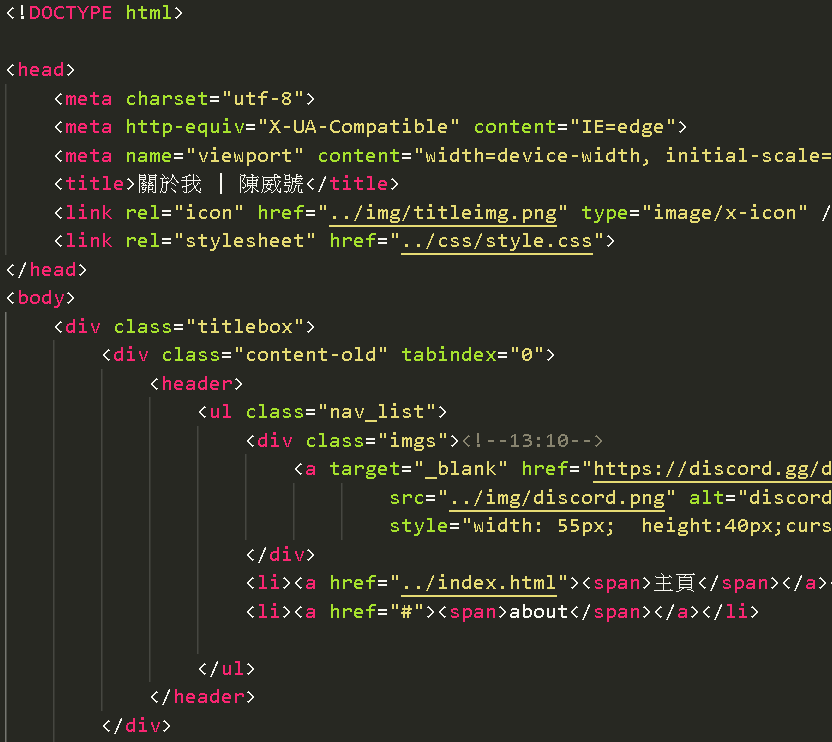 <!DOCTYPE html>
<head>
<meta charset="utf-8">
<meta http-equiv="X-UA-Compatible" content="IE=edge">
<meta name="viewport" content="width=device-width, initial-scale=
<title>關於我 | 陳威號</title>
<link rel="icon" href="../img/titleimg.png" type="image/x-icon" /
<link rel="stylesheet" href="../css/style.css">
</head>
<body>
<div class="titlebox">
<div class="content-old" tabindex="0">
<header>
<ul class="nav_list">
<div class="imgs"><!--13:10-->
<a target="_blank" href="https://discord.gg/d
src="../img/discord.png" alt="discord
style="width: 55px;  height:40px;curs
</div>
<li><a href="../index.html"><span>主頁</span></a>
<li><a href="#"><span>about</span></a></li>
</ul>
</header>
</div>